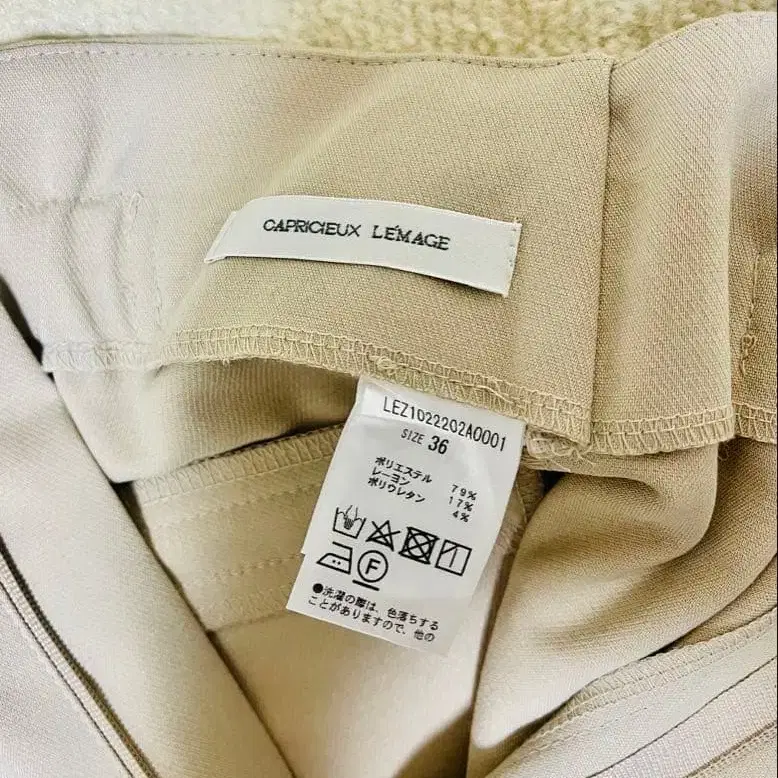 CAPRICIEUX LE'MAGE
LEZ1022202A0001
SIZE 36
ポリエステル 79%
レーヨン 17%
ポリウレタン 4%
F
●洗濯の際は、色落ちする
ことがありますので、他の